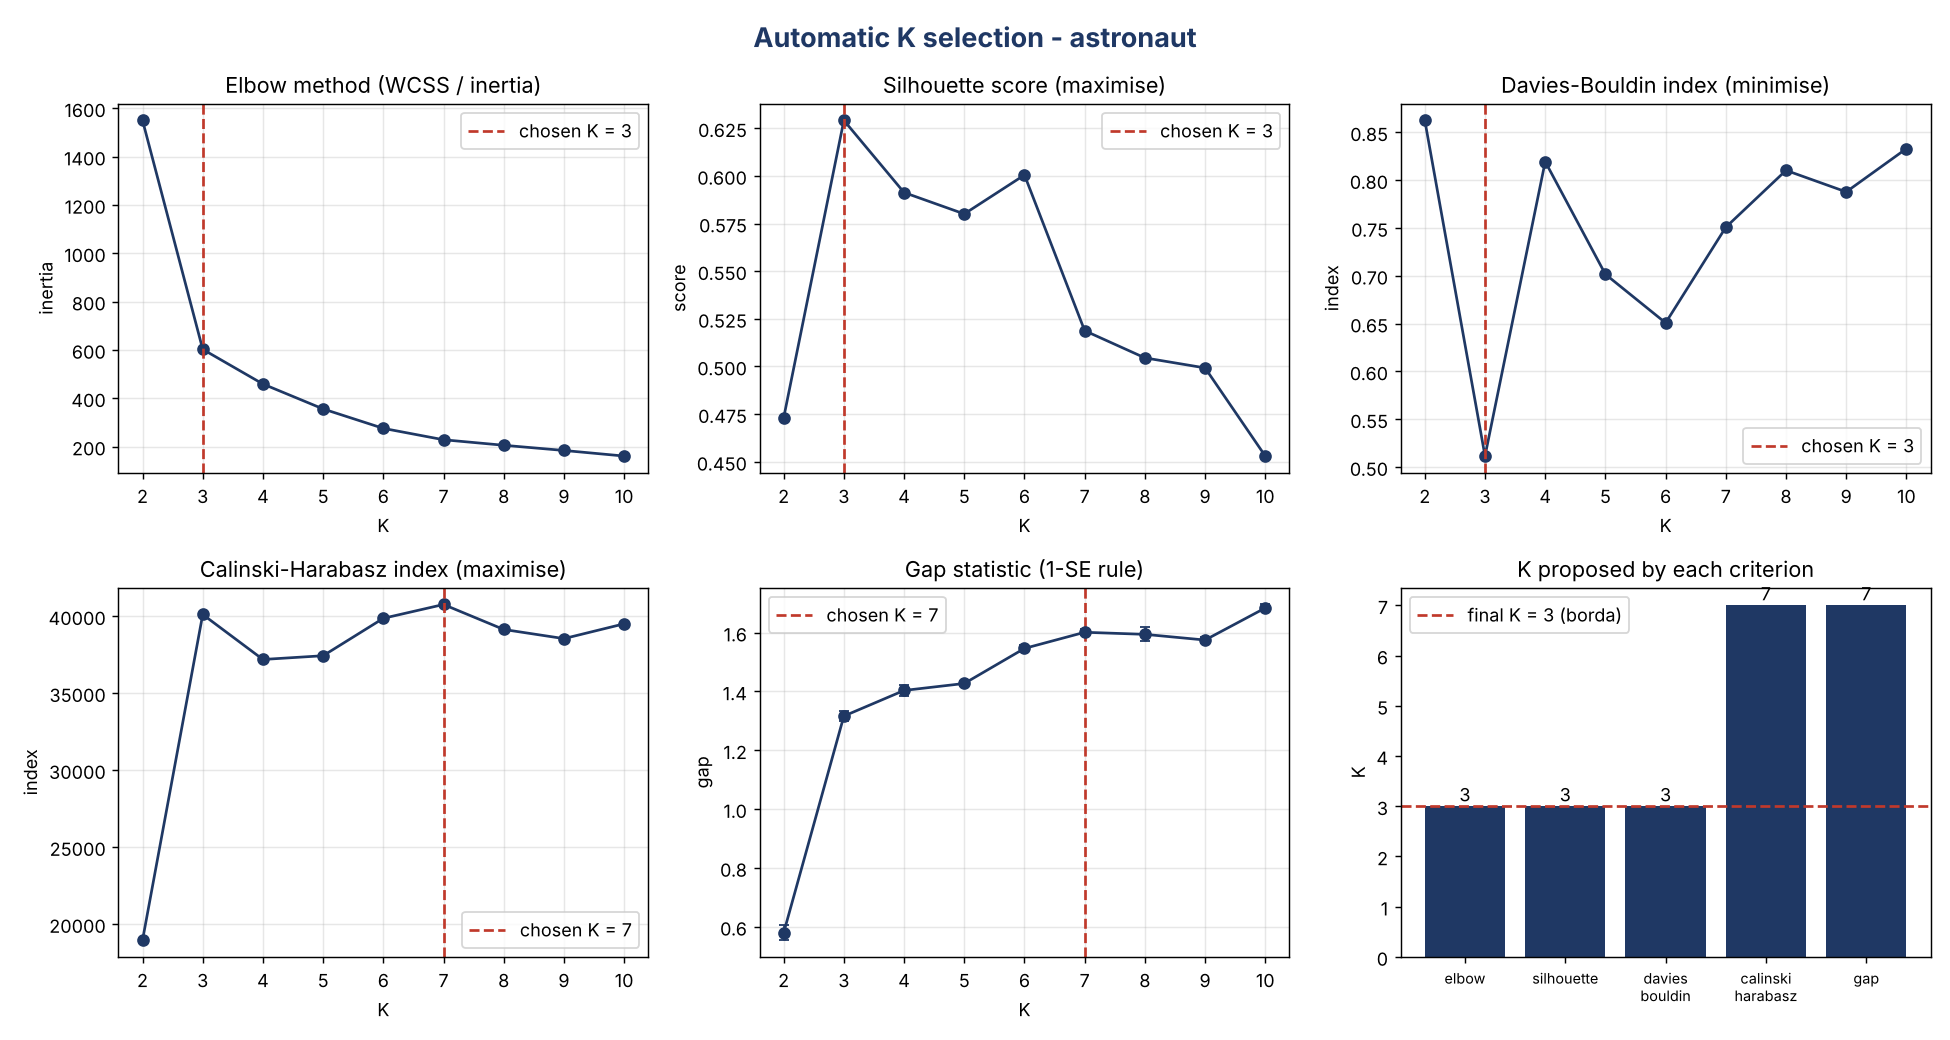 Automatic K selection - astronaut
Elbow method (WCSS / inertia)
1600
1400
1200
1000
800
600
400
200
inertia
chosen K = 3
2 3 4 5 6 7 8 9 10
K
Silhouette score (maximise)
0.625
0.600
0.575
0.550
0.525
0.500
0.475
0.450
score
chosen K = 3
2 3 4 5 6 7 8 9 10
K
Davies-Bouldin index (minimise)
0.85
0.80
0.75
0.70
0.65
0.60
0.55
0.50
index
chosen K = 3
2 3 4 5 6 7 8 9 10
K
Calinski-Harabasz index (maximise)
40000
35000
30000
25000
20000
index
chosen K = 7
2 3 4 5 6 7 8 9 10
K
Gap statistic (1-SE rule)
1.6
1.4
1.2
1.0
0.8
0.6
gap
chosen K = 7
2 3 4 5 6 7 8 9 10
K
K proposed by each criterion
7
6
5
4
3
2
1
0
K
final K = 3 (borda)
3 3 3 7 7
elbow silhouette davies calinski gap
bouldin harabasz